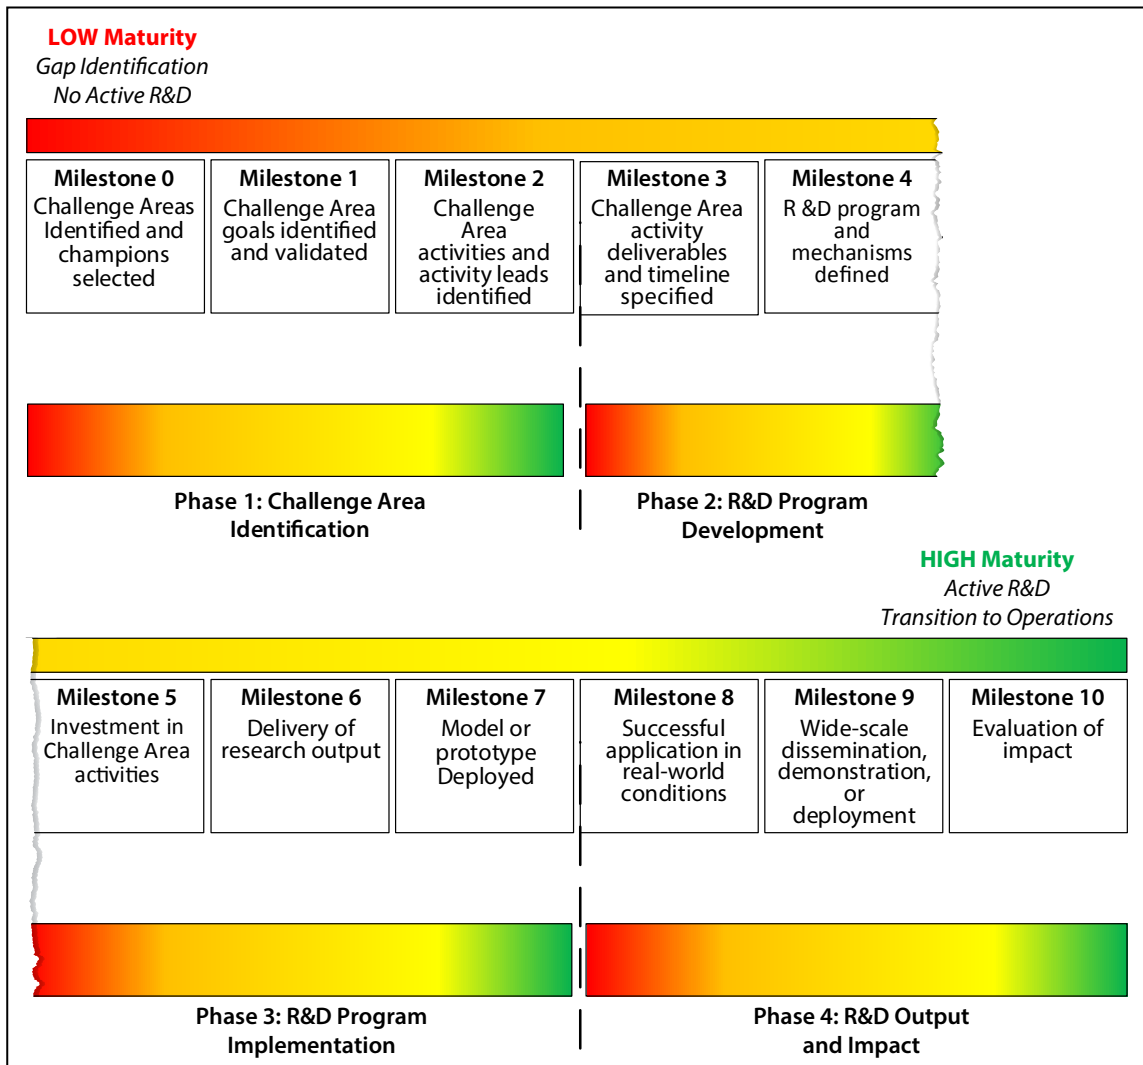 LOW Maturity
Gap Identification
No Active R&D
Milestone 0
Challenge Areas
Identified and
champions
selected
Milestone 1
Challenge Area
goals identified
and validated
Milestone 2
Challenge
Area
activities and
activity leads
identified
Milestone 3
Challenge Area
activity
deliverables
and timeline
specified
Milestone 4
R &D program
and
mechanisms
defined
Phase 1: Challenge Area
Identification
Phase 2: R&D Program
Development
HIGH Maturity
Active R&D
Transition to Operations
Milestone 5
Investment in
Challenge Area
activities
Milestone 6
Delivery of
research output
Milestone 7
Model or
prototype
Deployed
Milestone 8
Successful
application in
real-world
conditions
Milestone 9
Wide-scale
dissemination,
demonstration,
or
deployment
Milestone 10
Evaluation of
impact
Phase 3: R&D Program
Implementation
Phase 4: R&D Output
and Impact